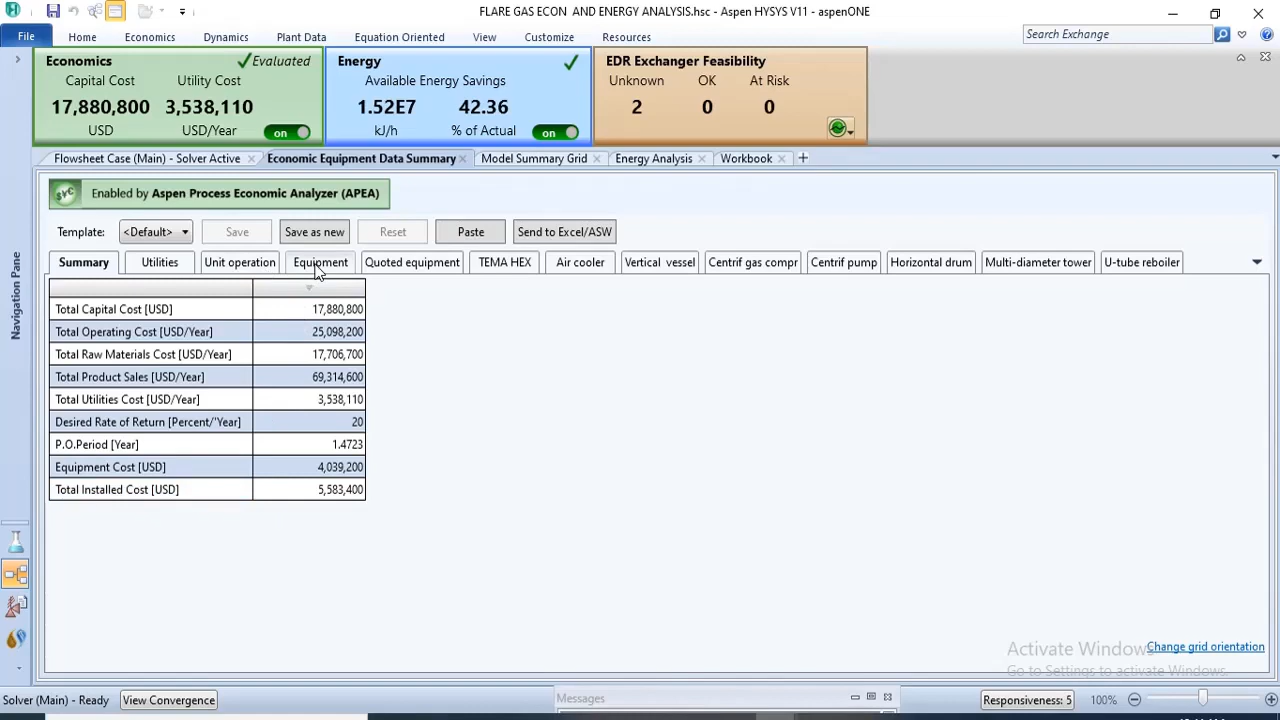 FLARE GAS ECON  AND ENERGY ANALYSIS.hsc - Aspen HYSYS V11 - aspenONE
File Home Economics Dynamics Plant Data Equation Oriented View Customize Resources Search Exchange
Economics Evaluated
Capital Cost Utility Cost
17,880,800 3,538,110
USD USD/Year on
Energy
Available Energy Savings
1.52E7 42.36
kJ/h % of Actual on
EDR Exchanger Feasibility
Unknown OK At Risk
2 0 0
Flowsheet Case (Main) - Solver Active Economic Equipment Data Summary Model Summary Grid Energy Analysis Workbook
Navigation Pane
Enabled by Aspen Process Economic Analyzer (APEA)
Template: <Default> Save Save as new Reset Paste Send to Excel/ASW
Summary Utilities Unit operation Equipment Quoted equipment TEMA HEX Air cooler Vertical vessel Centrif gas compr Centrif pump Horizontal drum Multi-diameter tower U-tube reboiler
Total Capital Cost [USD] 17,880,800
Total Operating Cost [USD/Year] 25,098,200
Total Raw Materials Cost [USD/Year] 17,706,700
Total Product Sales [USD/Year] 69,314,600
Total Utilities Cost [USD/Year] 3,538,110
Desired Rate of Return [Percent/'Year] 20
P.O.Period [Year] 1.4723
Equipment Cost [USD] 4,039,200
Total Installed Cost [USD] 5,583,400
Activate Windows
Change grid orientation
Go to Settings to activate Windows.
Solver (Main) - Ready View Convergence Messages Responsiveness: 5 100%